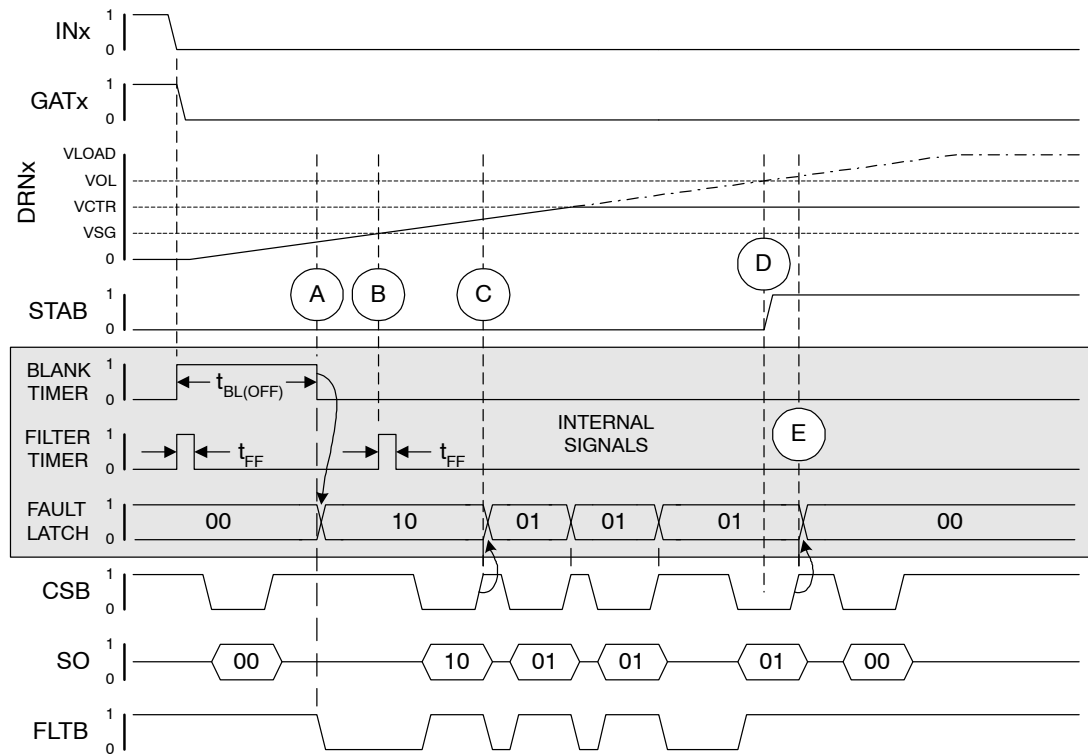 INx
1
0
GATx
1
0
DRNx
VLOAD
VOL
VCTR
VSG
0
A
B
C
D
STAB
1
0
BLANK
TIMER
1
0
tBL(OFF)
FILTER
TIMER
1
0
tFF
tFF
INTERNAL
SIGNALS
E
FAULT
LATCH
1
0
00
10
01
01
01
00
CSB
1
0
SO
1
0
00
10
01
01
01
00
FLTB
1
0